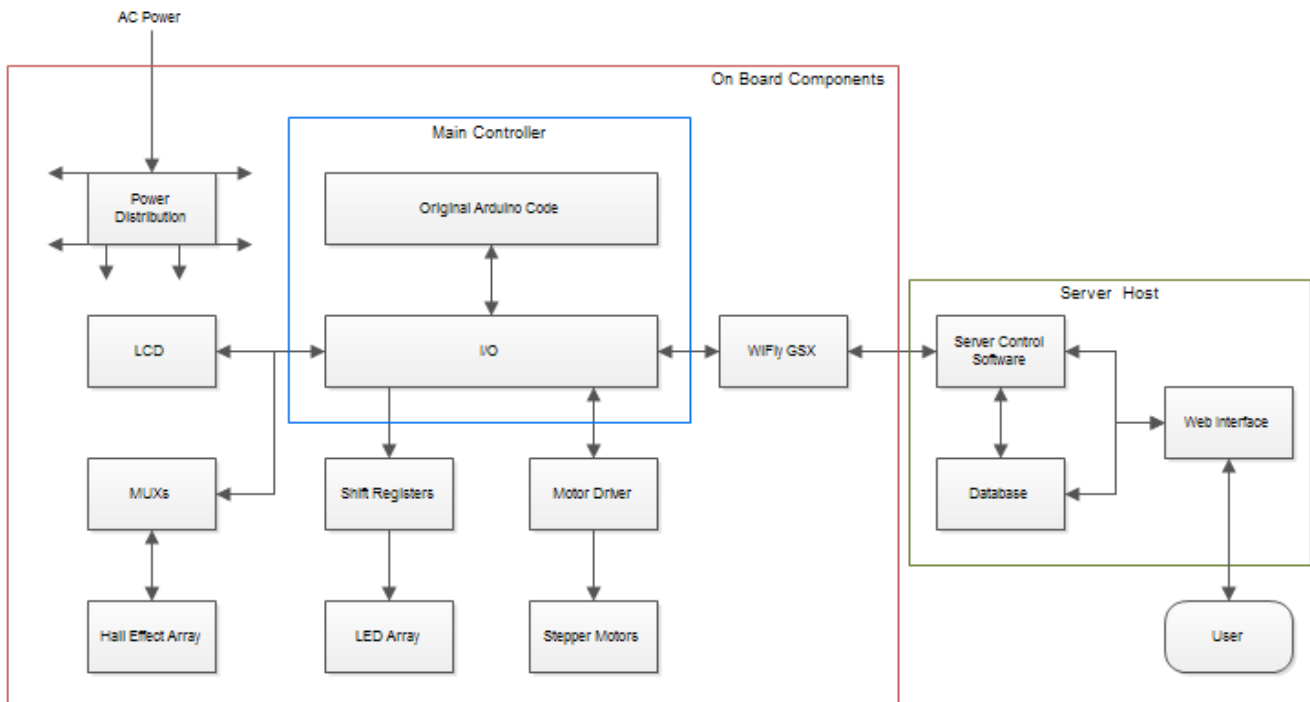 AC Power
On Board Components
Main Controller
Power
Distribution
Original Arduino Code
Server Host
LCD
I/O
WiFly GSX
Server Control
Software
Web Interface
MUXs
Shift Registers
Motor Driver
Database
Hall Effect Array
LED Array
Stepper Motors
User